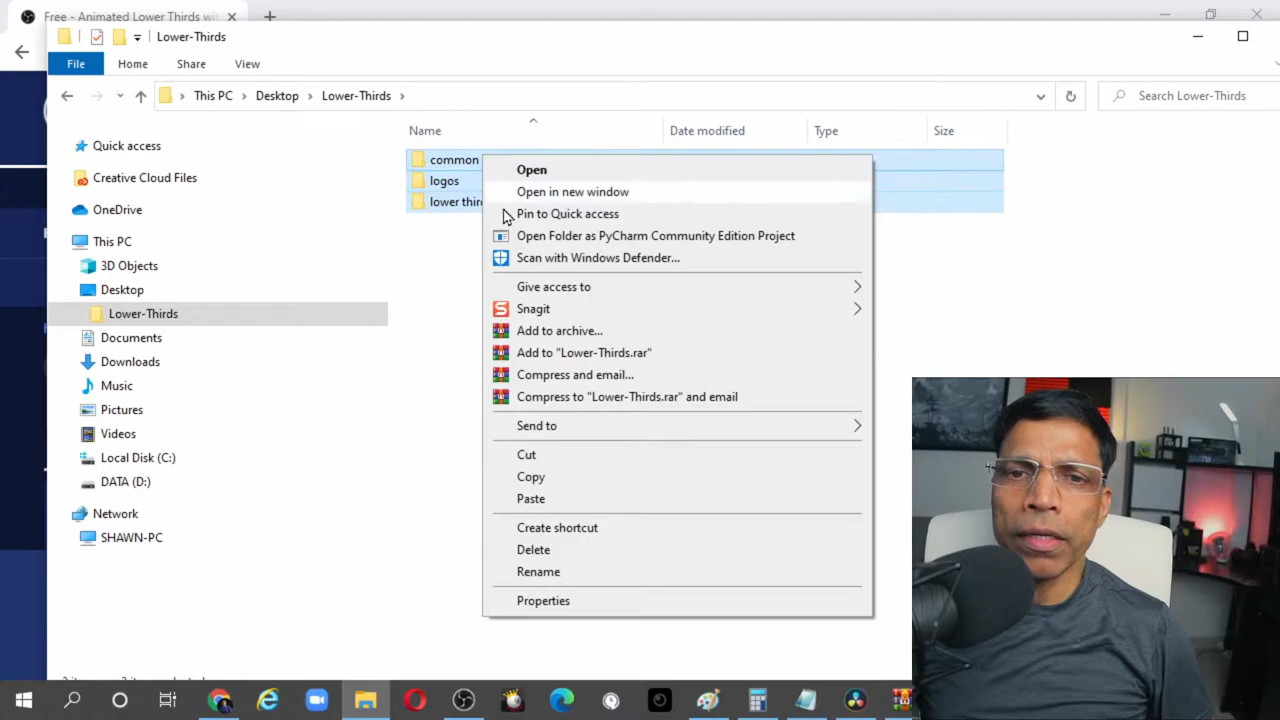 Free - Animated Lower Thirds wi
Lower-Thirds
File
Home
Share
View
This PC
Desktop
Lower-Thirds
Search Lower-Thirds
Name
Date modified
Type
Size
Quick access
Creative Cloud Files
OneDrive
This PC
3D Objects
Desktop
Lower-Thirds
Documents
Downloads
Music
Pictures
Videos
Local Disk (C:)
DATA (D:)
Network
SHAWN-PC
common
logos
lower third
Open
Open in new window
Pin to Quick access
Open Folder as PyCharm Community Edition Project
Scan with Windows Defender...
Give access to
Snagit
Add to archive...
Add to "Lower-Thirds.rar"
Compress and email...
Compress to "Lower-Thirds.rar" and email
Send to
Cut
Copy
Paste
Create shortcut
Delete
Rename
Properties